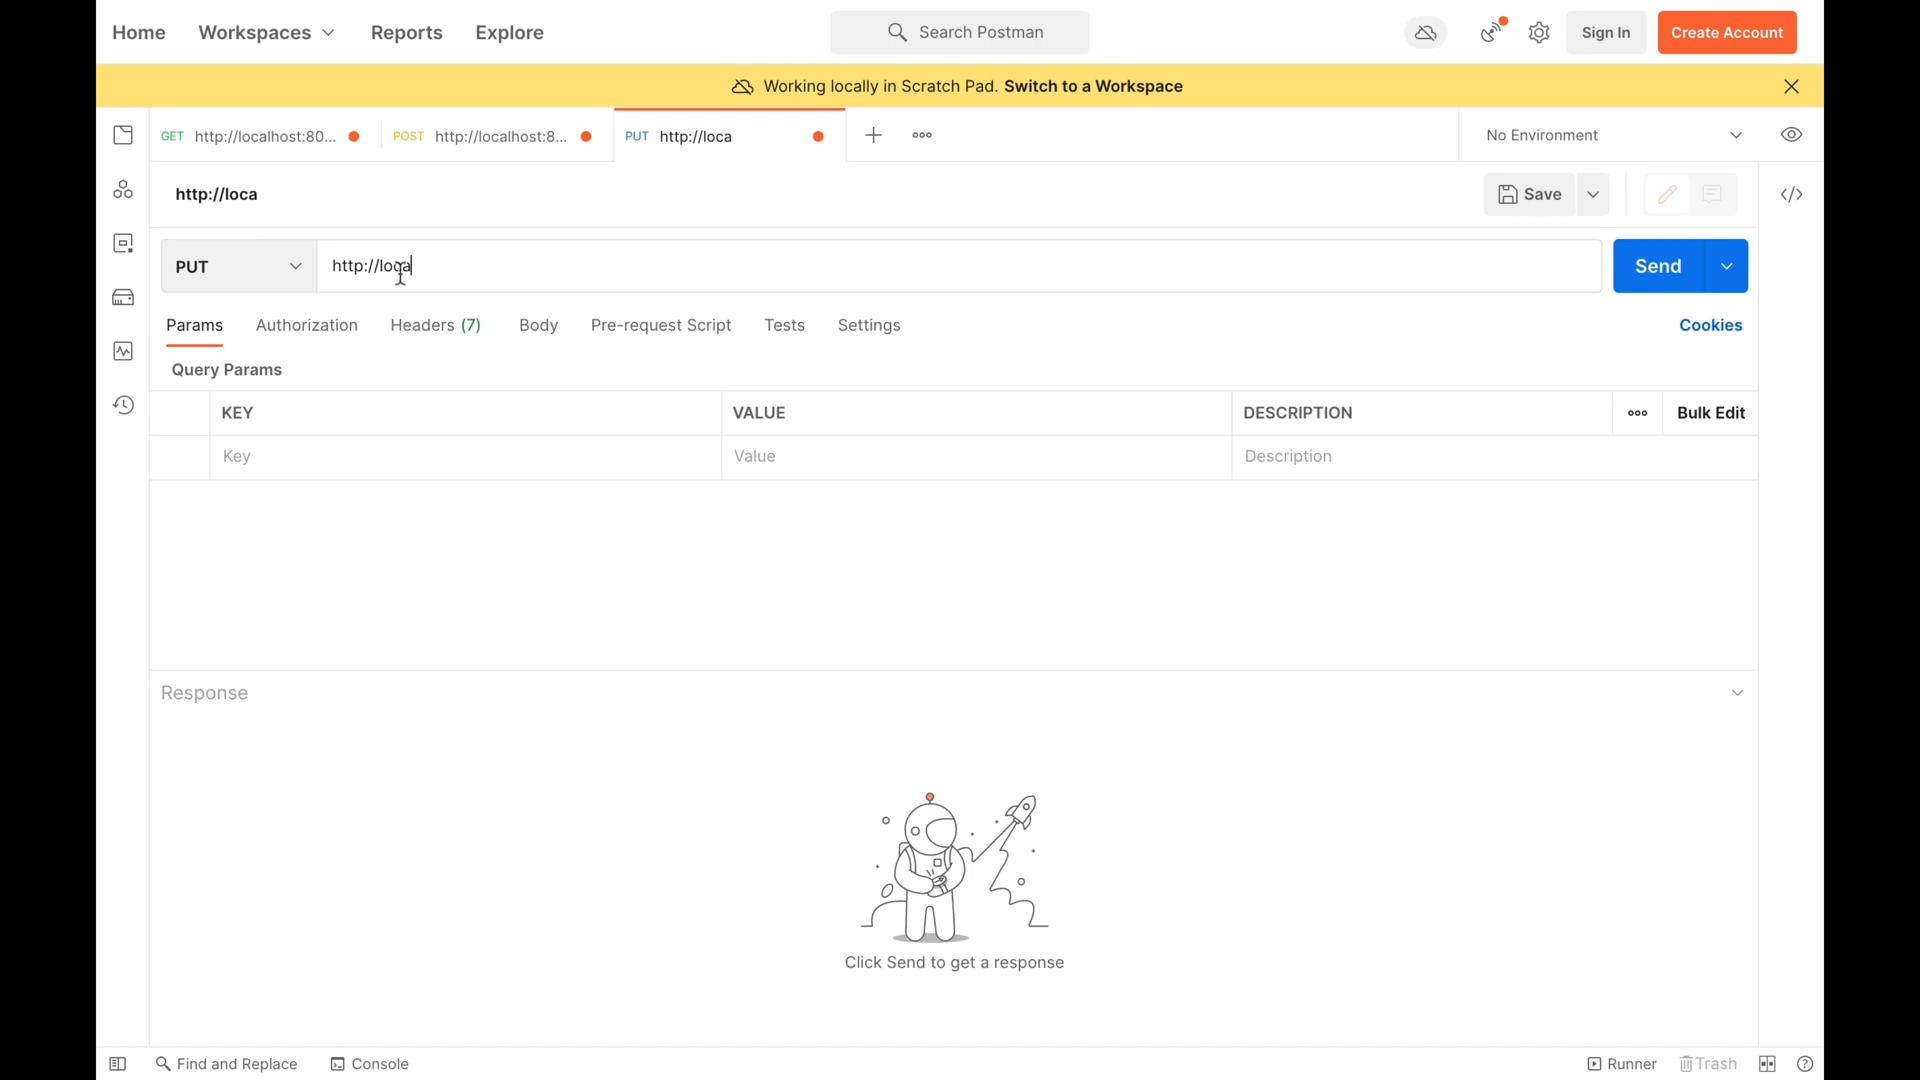 Home Workspaces Reports Explore Search Postman Sign In Create Account
Working locally in Scratch Pad. Switch to a Workspace
GET http://localhost:80... POST http://localhost:8... PUT http://loca No Environment
http://loca Save
PUT http://loca Send
Params Authorization Headers (7) Body Pre-request Script Tests Settings Cookies
Query Params
KEY VALUE DESCRIPTION Bulk Edit
Key Value Description
Response
Click Send to get a response
Find and Replace Console Runner Trash